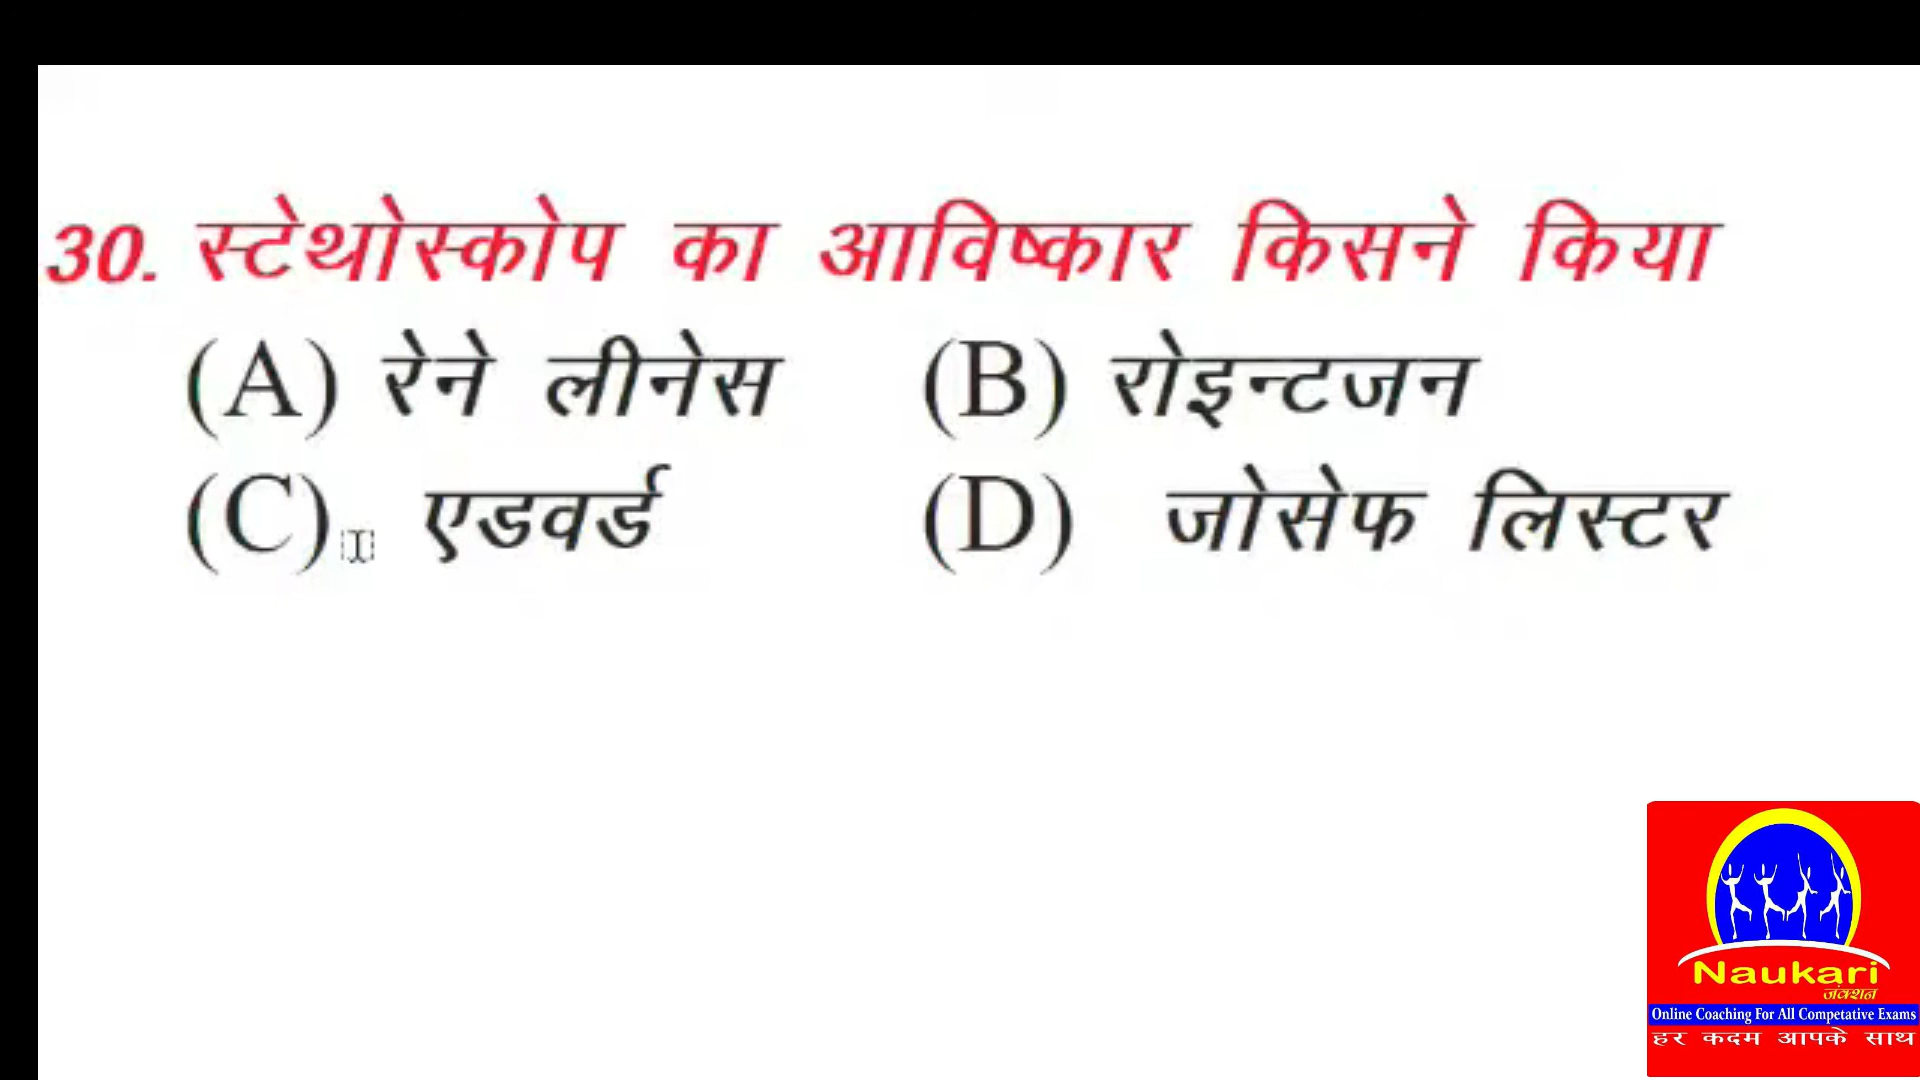 30. स्टेथोस्कोप का आविष्कार किसने किया
(A) रेने लीनेस (B) रोइन्टजन
(C) एडवर्ड (D) जोसेफ लिस्टर
Naukari
जंक्शन
Online Coaching For All Competative Exams
हर कदम आपके साथ